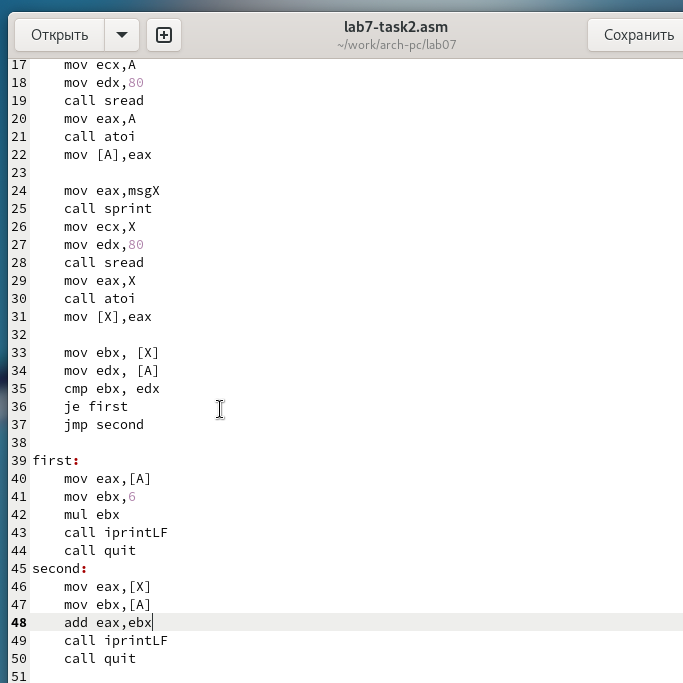 Открыть
lab7-task2.asm
~/work/arch-pc/lab07
Сохранить
17 mov ecx,A
18 mov edx,80
19 call sread
20 mov eax,A
21 call atoi
22 mov [A],eax
23
24 mov eax,msgX
25 call sprint
26 mov ecx,X
27 mov edx,80
28 call sread
29 mov eax,X
30 call atoi
31 mov [X],eax
32
33 mov ebx, [X]
34 mov edx, [A]
35 cmp ebx, edx
36 je first
37 jmp second
38
39 first:
40 mov eax,[A]
41 mov ebx,6
42 mul ebx
43 call iprintLF
44 call quit
45 second:
46 mov eax,[X]
47 mov ebx,[A]
48 add eax,ebx
49 call iprintLF
50 call quit
51